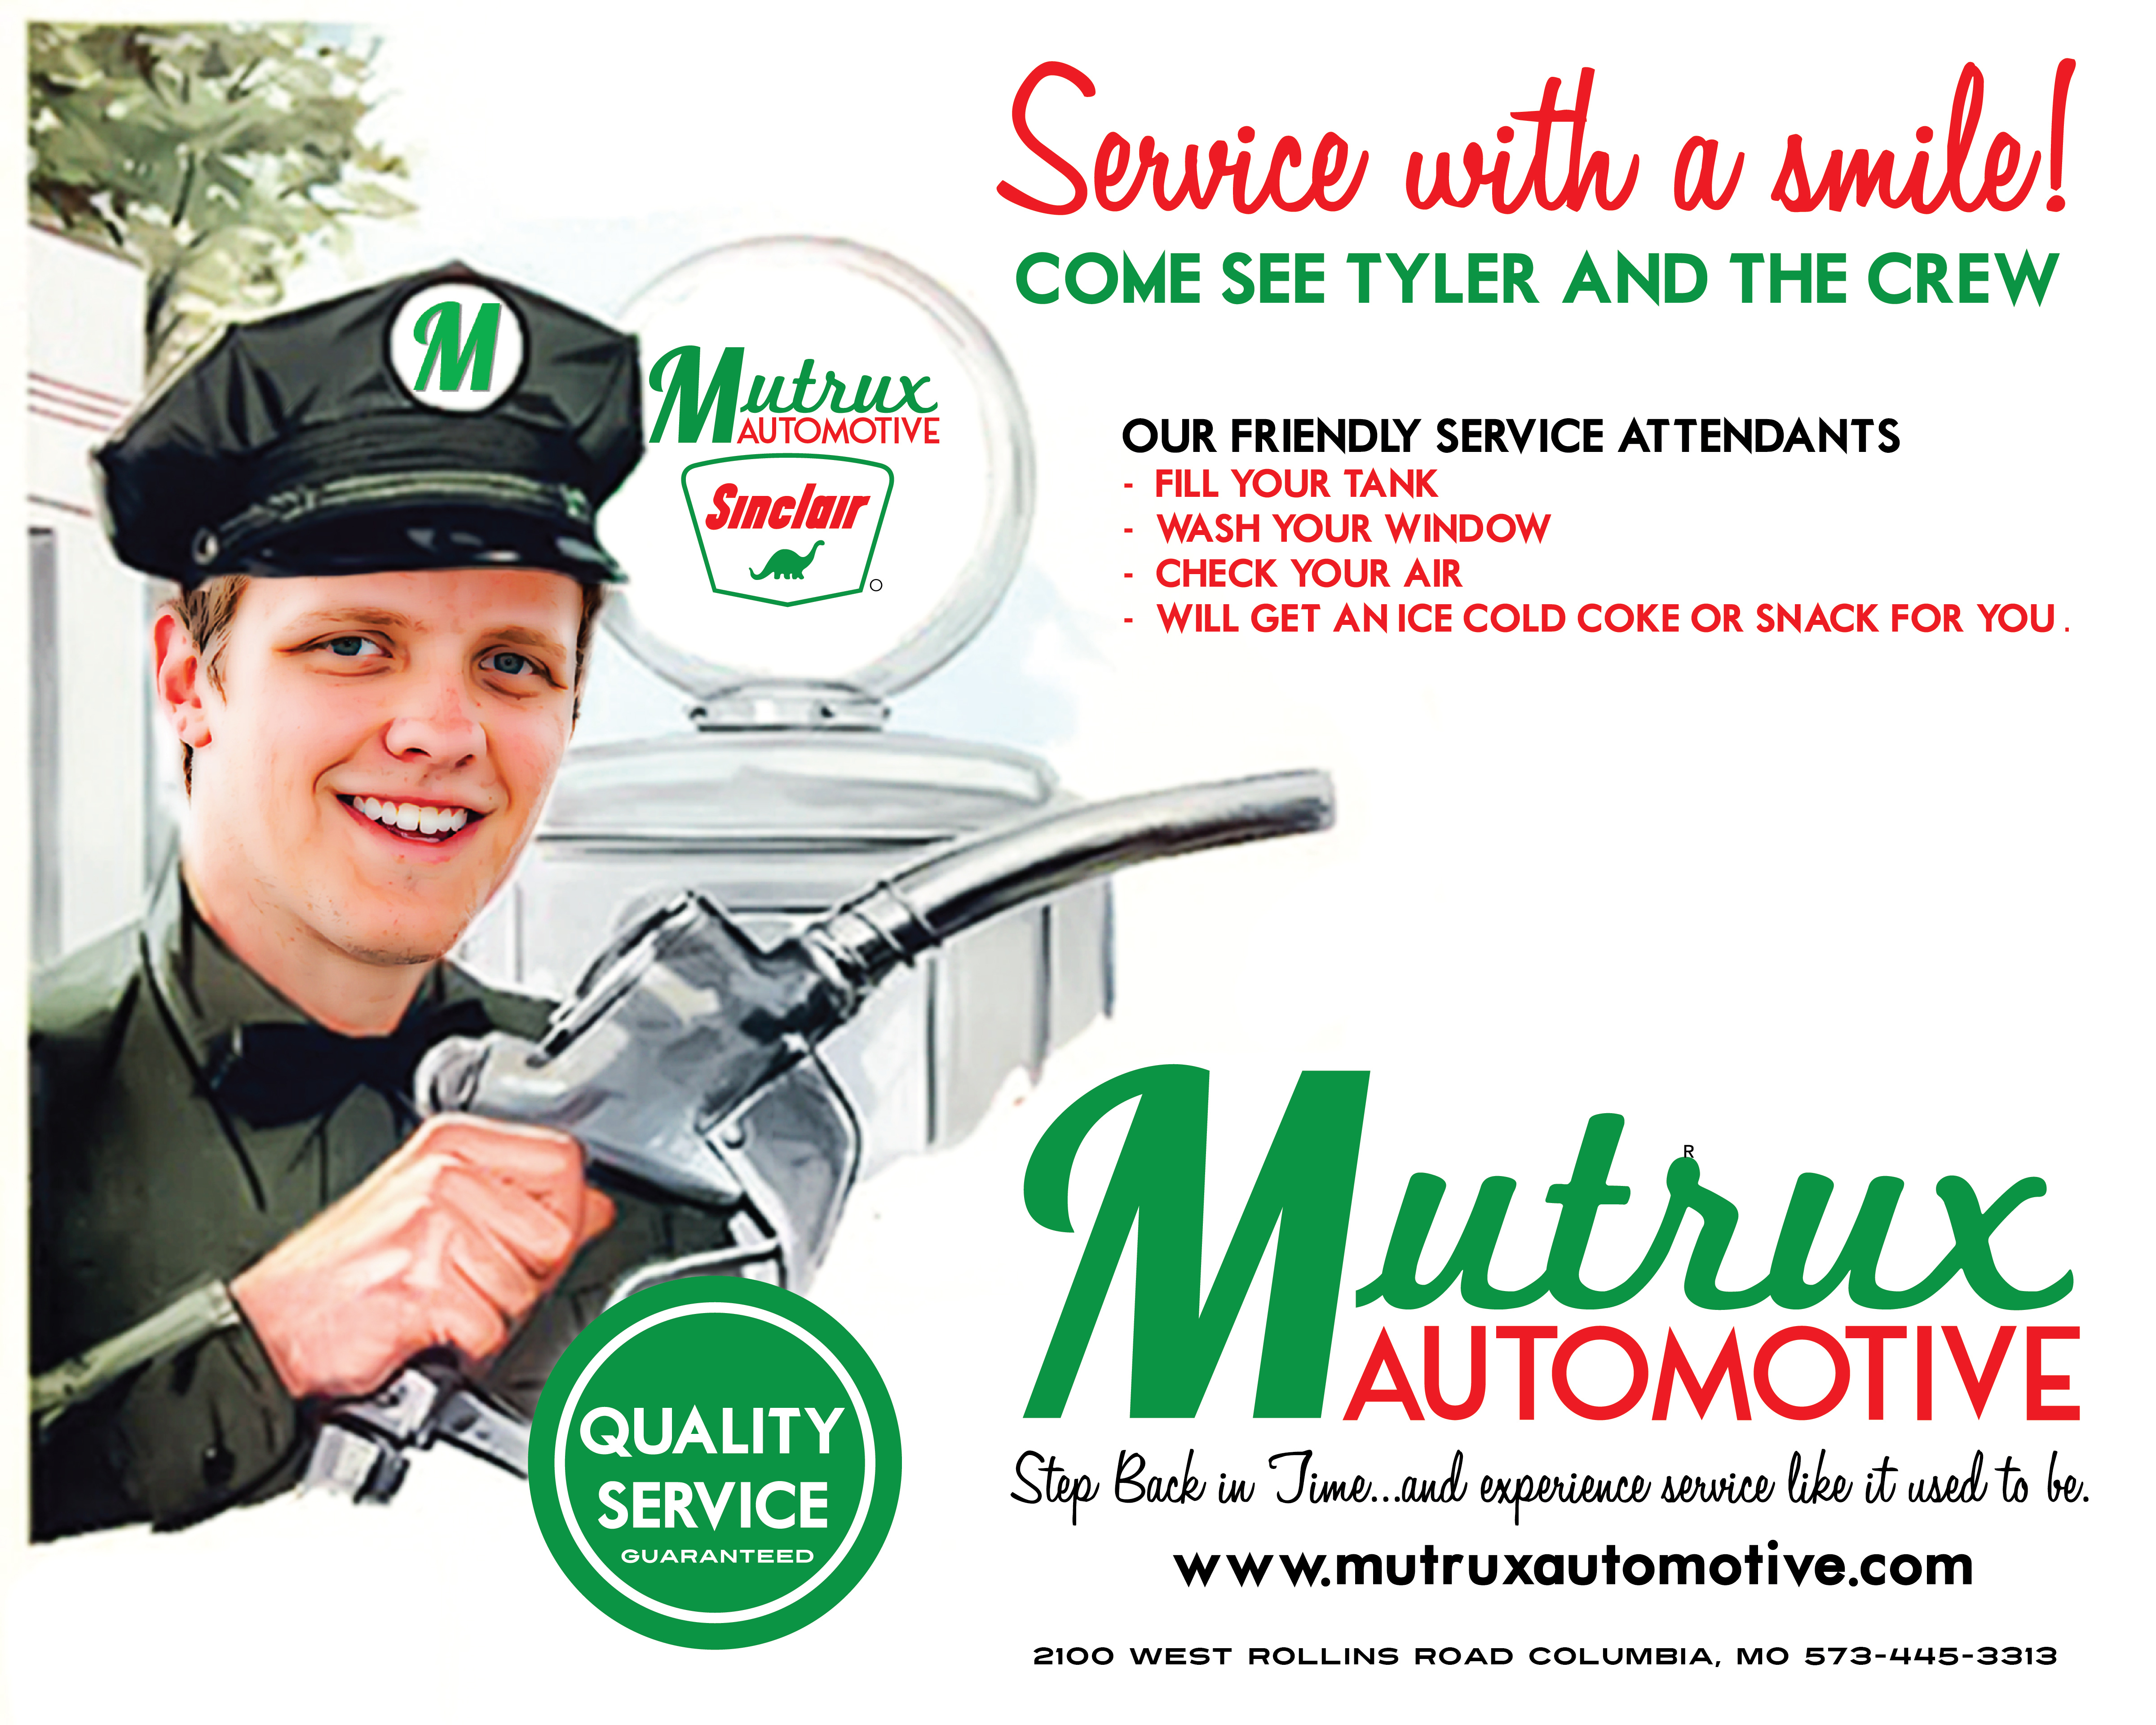 Service with a smile!
COME SEE TYLER AND THE CREW
M
Mutrux
AUTOMOTIVE
Sinclair
OUR FRIENDLY SERVICE ATTENDANTS
- FILL YOUR TANK
- WASH YOUR WINDOW
- CHECK YOUR AIR
- WILL GET AN ICE COLD COKE OR SNACK FOR YOU.
Mutrux
R
AUTOMOTIVE
Step Back in Time...and experience service like it used to be.
www.mutruxautomotive.com
2100 WEST ROLLINS ROAD COLUMBIA, MO 573-445-3313
QUALITY
SERVICE
GUARANTEED